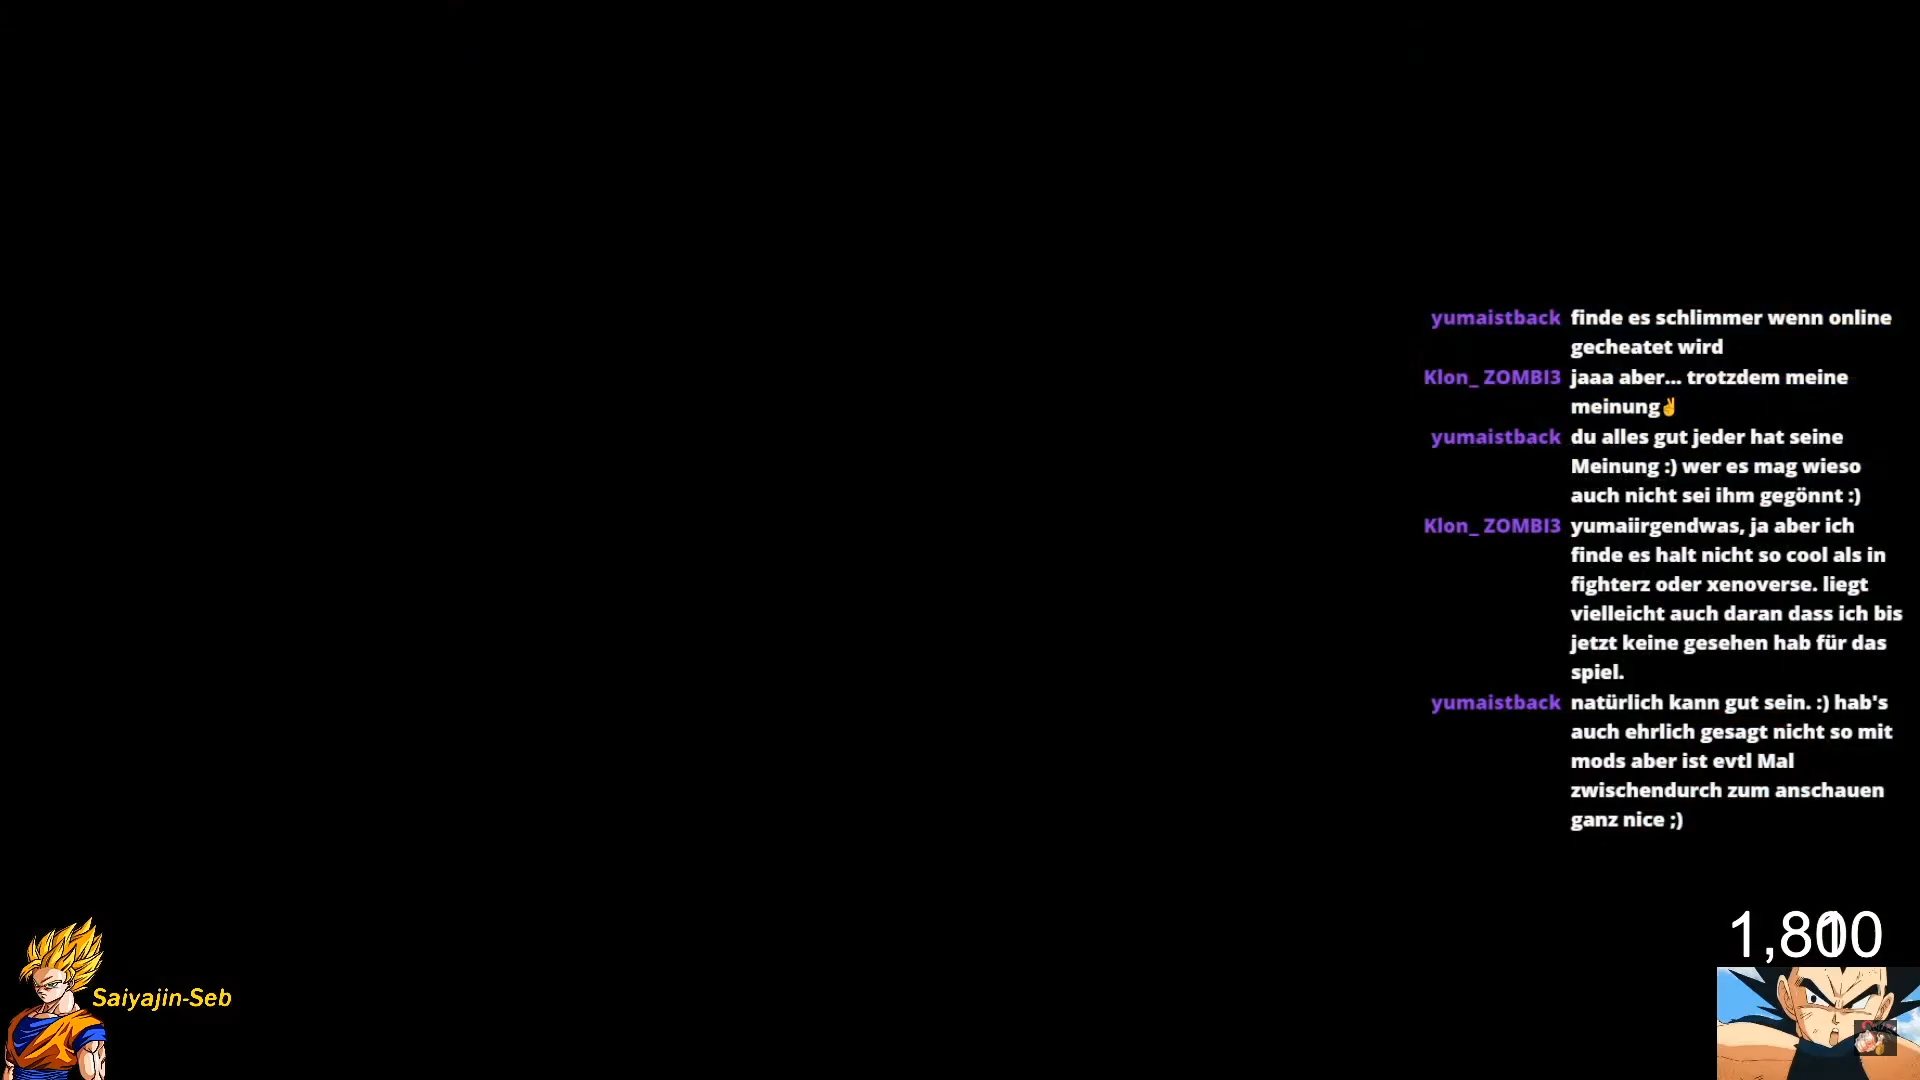 yumaistback finde es schlimmer wenn online
gecheatet wird
Klon_ ZOMBI3 jaaa aber... trotzdem meine
meinung✌
yumaistback du alles gut jeder hat seine
Meinung :) wer es mag wieso
auch nicht sei ihm gegönnt :)
Klon_ ZOMBI3 yumaiirgendwas, ja aber ich
finde es halt nicht so cool als in
fighterz oder xenoverse. liegt
vielleicht auch daran dass ich bis
jetzt keine gesehen hab für das
spiel.
yumaistback natürlich kann gut sein. :) hab's
auch ehrlich gesagt nicht so mit
mods aber ist evtl Mal
zwischendurch zum anschauen
ganz nice ;)
Saiyajin-Seb